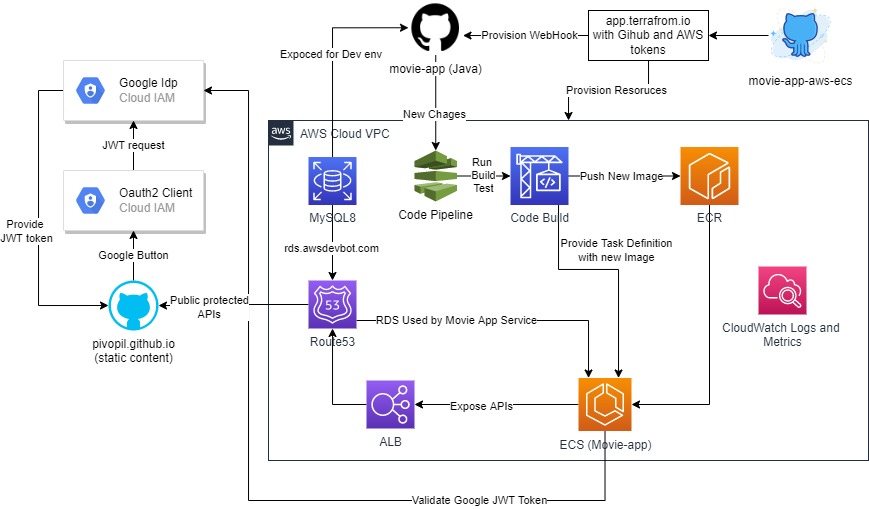 app.terrafrom.io
with Gihub and AWS
tokens
Provision WebHook
Expoced for Dev env
movie-app (Java)
movie-app-aws-ecs
Google Idp
Cloud IAM
Provision Resoruces
New Chages
aws
AWS Cloud VPC
JWT request
Run
Build
Test
Push New Image
Oauth2 Client
Cloud IAM
MySQL8
Code Pipeline
Code Build
ECR
Provide
JWT token
Google Button
rds.awsdevbot.com
Provide Task Definition
with new Image
Public protected
APIs
53
RDS Used by Movie App Service
Route53
CloudWatch Logs and
Metrics
pivopil.github.io
(static content)
Expose APIs
ALB
ECS (Movie-app)
Validate Google JWT Token